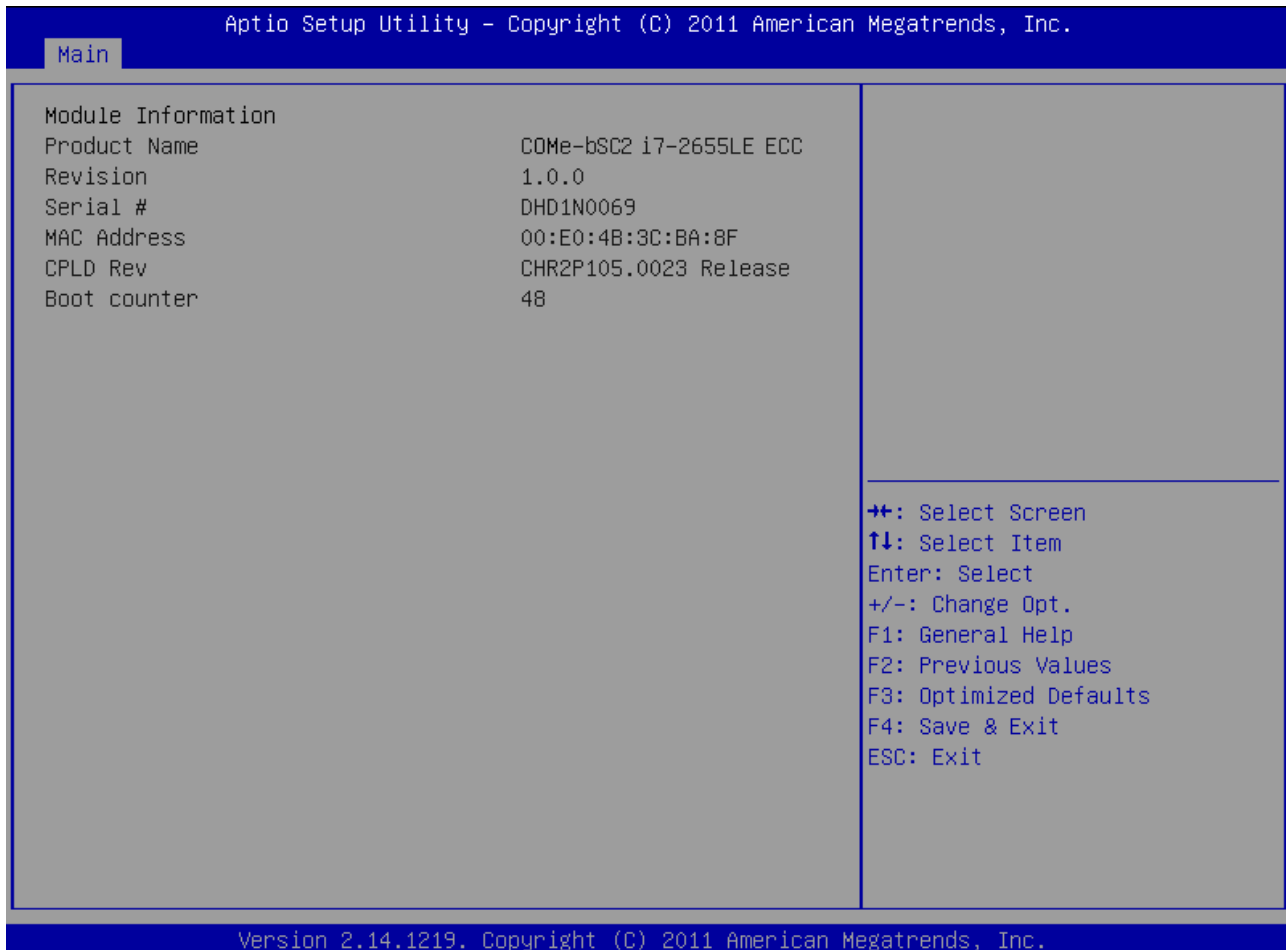 Aptio Setup Utility – Copyright (C) 2011 American Megatrends, Inc.
Main
Module Information
Product Name COMe-bSC2 i7-2655LE ECC
Revision 1.0.0
Serial # DHD1N0069
MAC Address 00:E0:4B:3C:BA:8F
CPLD Rev CHR2P105.0023 Release
Boot counter 48
→←: Select Screen
↑↓: Select Item
Enter: Select
+/-: Change Opt.
F1: General Help
F2: Previous Values
F3: Optimized Defaults
F4: Save & Exit
ESC: Exit
Version 2.14.1219. Copyright (C) 2011 American Megatrends, Inc.